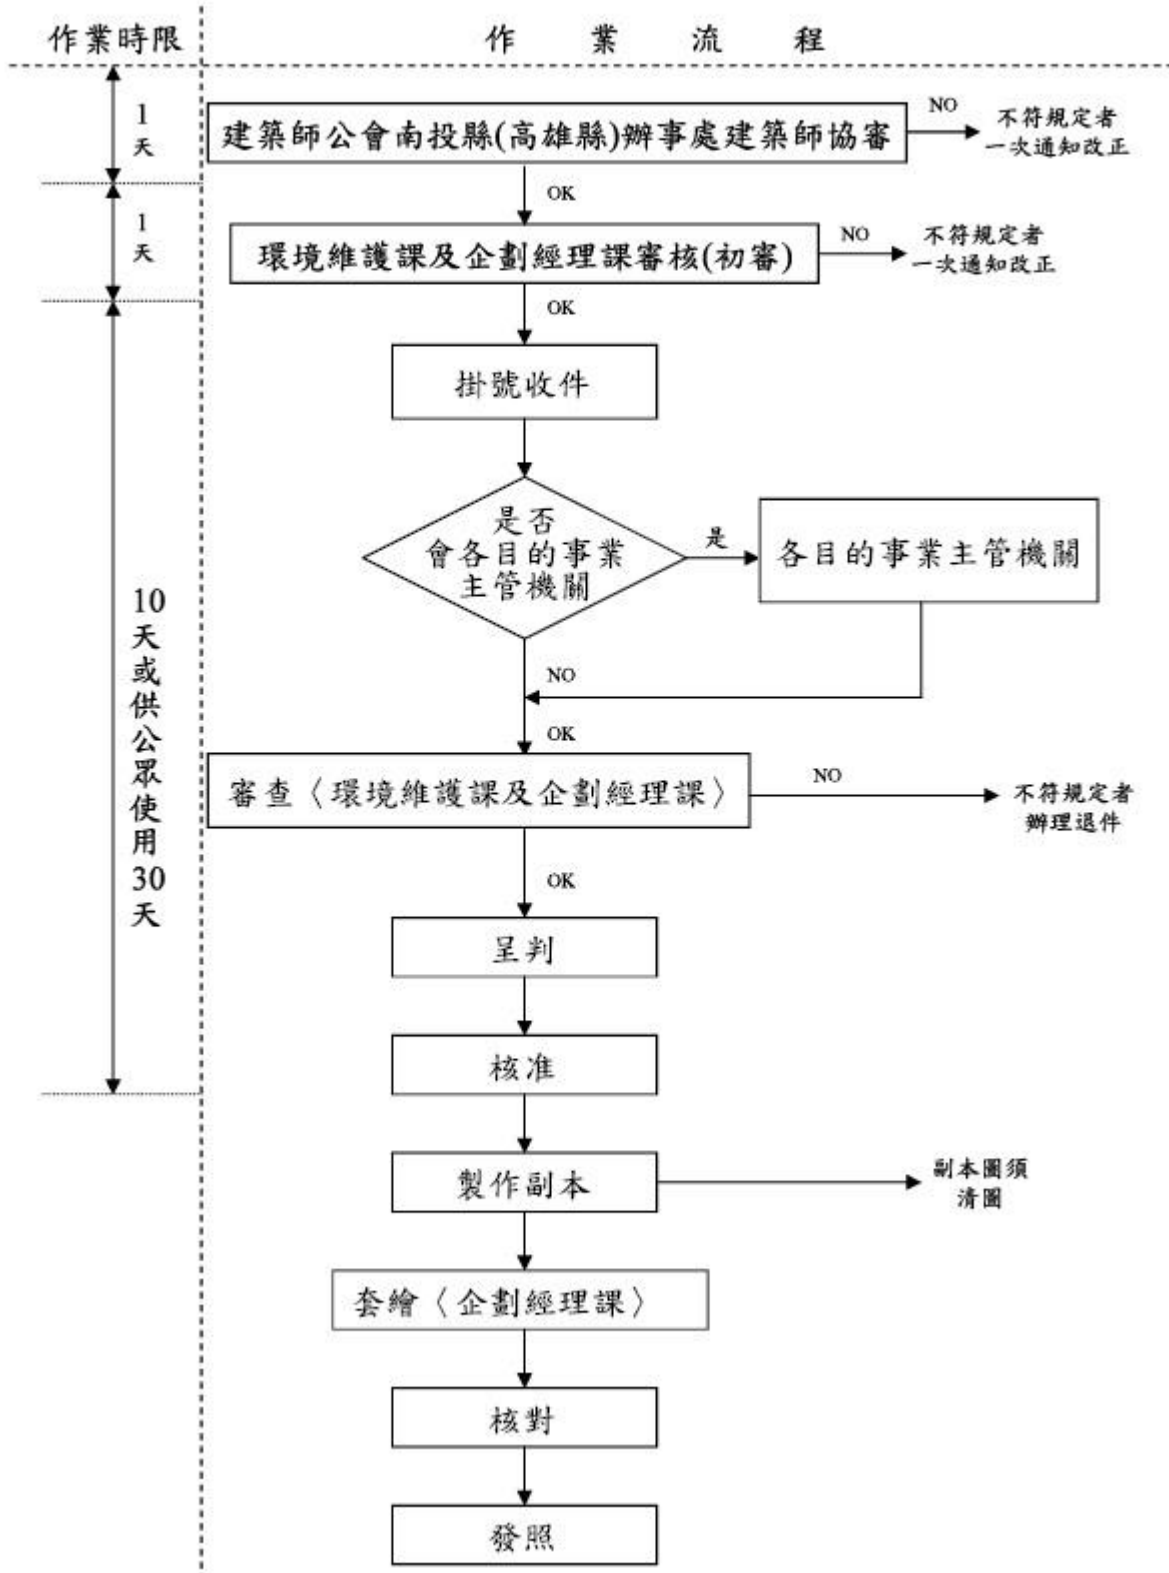 作業時限
作業流程
1
天
建築師公會南投縣(高雄縣)辦事處建築師協審
NO
不符規定者
一次通知改正
OK
1
天
環境維護課及企劃經理課審核(初審)
NO
不符規定者
一次通知改正
OK
10
天
或
供
公
眾
使
用
30
天
掛號收件
是否
會各目的事業
主管機關
是
各目的事業主管機關
NO
OK
審查〈環境維護課及企劃經理課〉
NO
不符規定者
辦理退件
OK
呈判
核准
製作副本
副本圖須
清圖
套繪〈企劃經理課〉
核對
發照